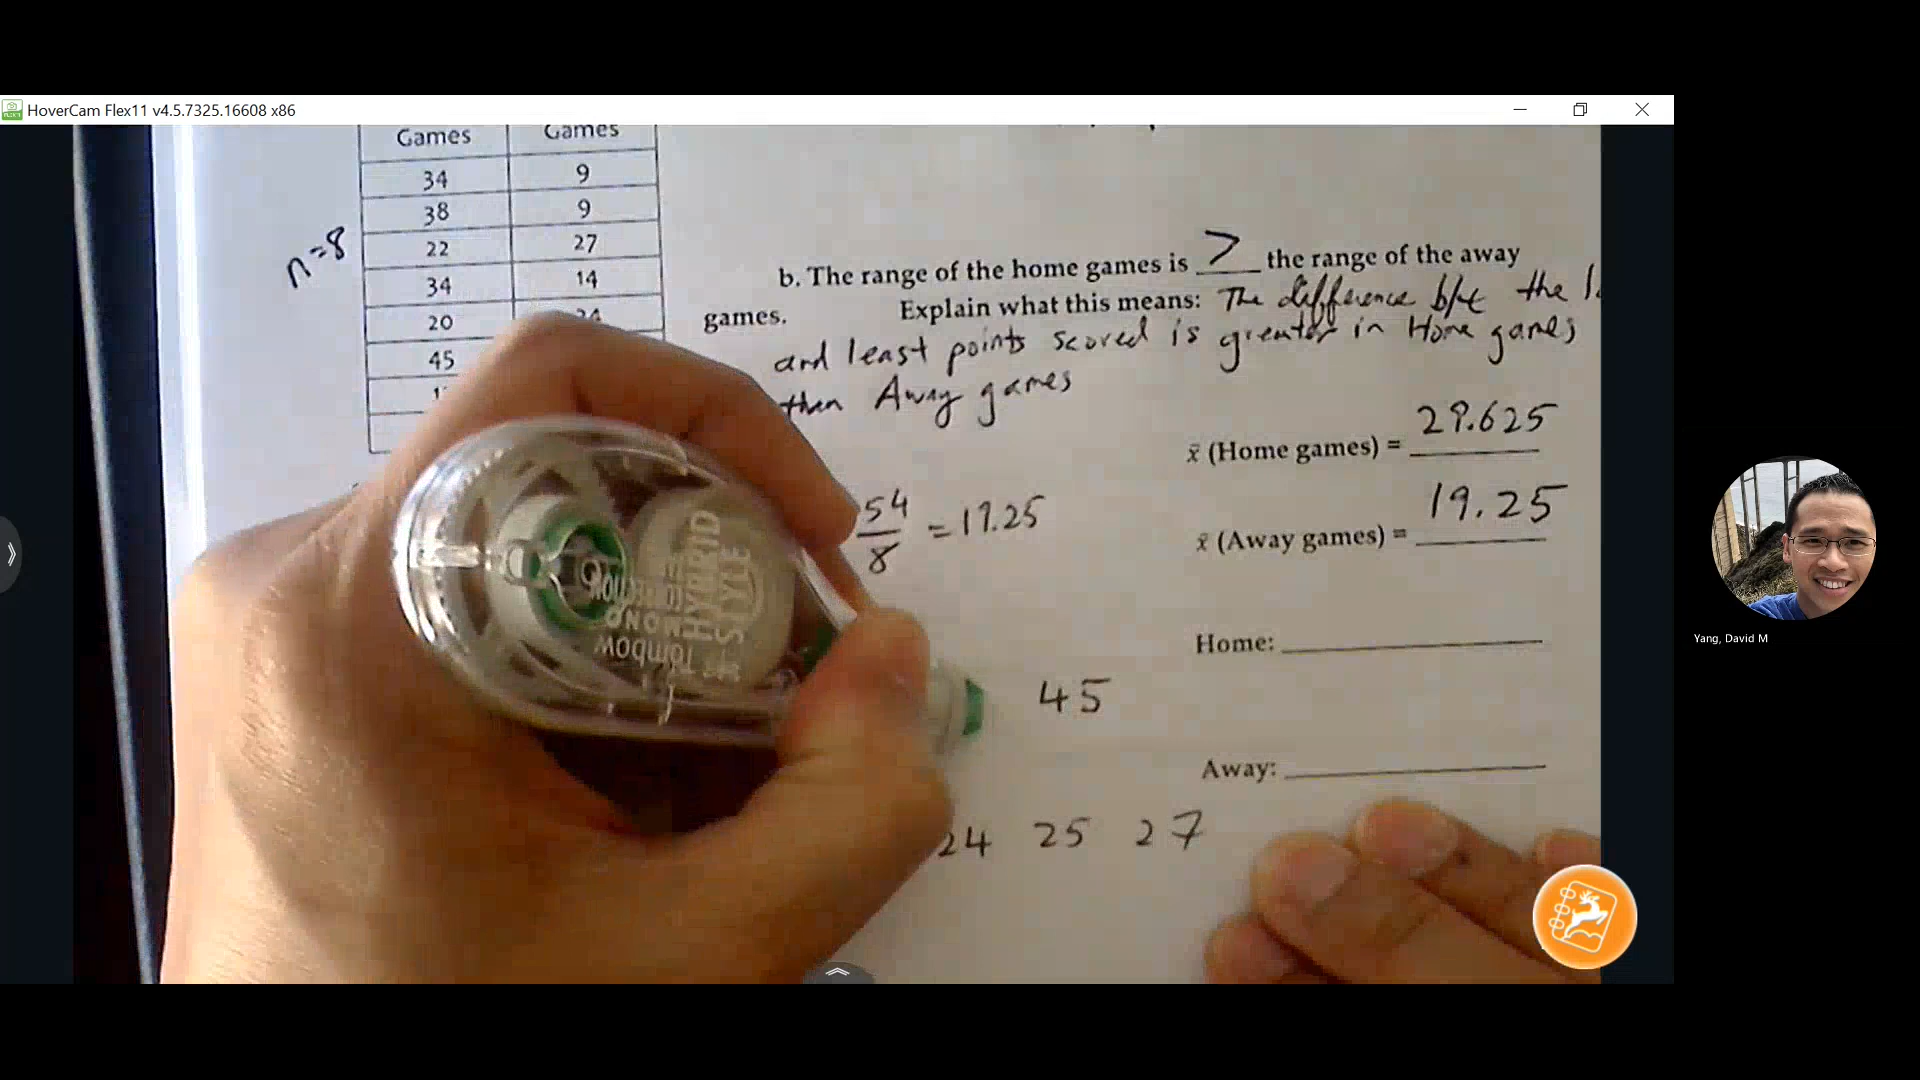 HoverCam Flex11 v4.5.7325.16608 x86
Games Games
34 9
38 9
22 27
34 14
20 24
45
n=8
b. The range of the home games is > the range of the away
games. Explain what this means: The difference b/t the
and least points scored is greater in Home games
than Away games
x̄ (Home games) = 29.625
54
8
= 19.25
x̄ (Away games) = 19.25
Home:
45
Away:
24 25 27
Tombow
MONO
CORRECTION
HYBRID
STYLE
Yang, David M